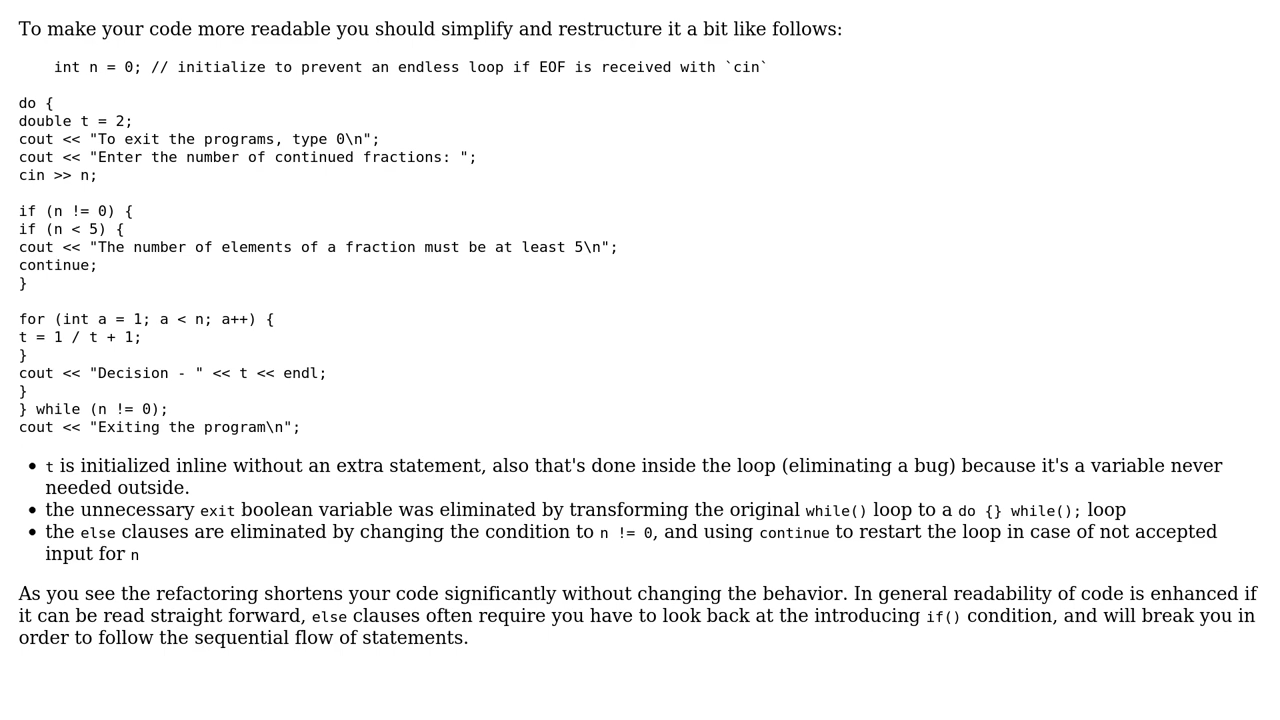 To make your code more readable you should simplify and restructure it a bit like follows:
int n = 0; // initialize to prevent an endless loop if EOF is received with `cin`
do {
double t = 2;
cout << "To exit the programs, type 0\n";
cout << "Enter the number of continued fractions: ";
cin >> n;
if (n != 0) {
if (n < 5) {
cout << "The number of elements of a fraction must be at least 5\n";
continue;
}
for (int a = 1; a < n; a++) {
t = 1 / t + 1;
}
cout << "Decision - " << t << endl;
}
} while (n != 0);
cout << "Exiting the program\n";
• t is initialized inline without an extra statement, also that's done inside the loop (eliminating a bug) because it's a variable never
needed outside.
• the unnecessary exit boolean variable was eliminated by transforming the original while() loop to a do {} while(); loop
• the else clauses are eliminated by changing the condition to n != 0, and using continue to restart the loop in case of not accepted
input for n
As you see the refactoring shortens your code significantly without changing the behavior. In general readability of code is enhanced if
it can be read straight forward, else clauses often require you have to look back at the introducing if() condition, and will break you in
order to follow the sequential flow of statements.